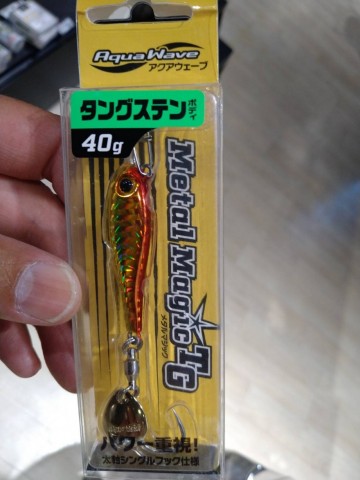 AquaWave
アクアウェーブ
タングステン
ボディ
40g
Metal Magic TG
メタルマジック
パワー重視!
太軸シングルフック仕様